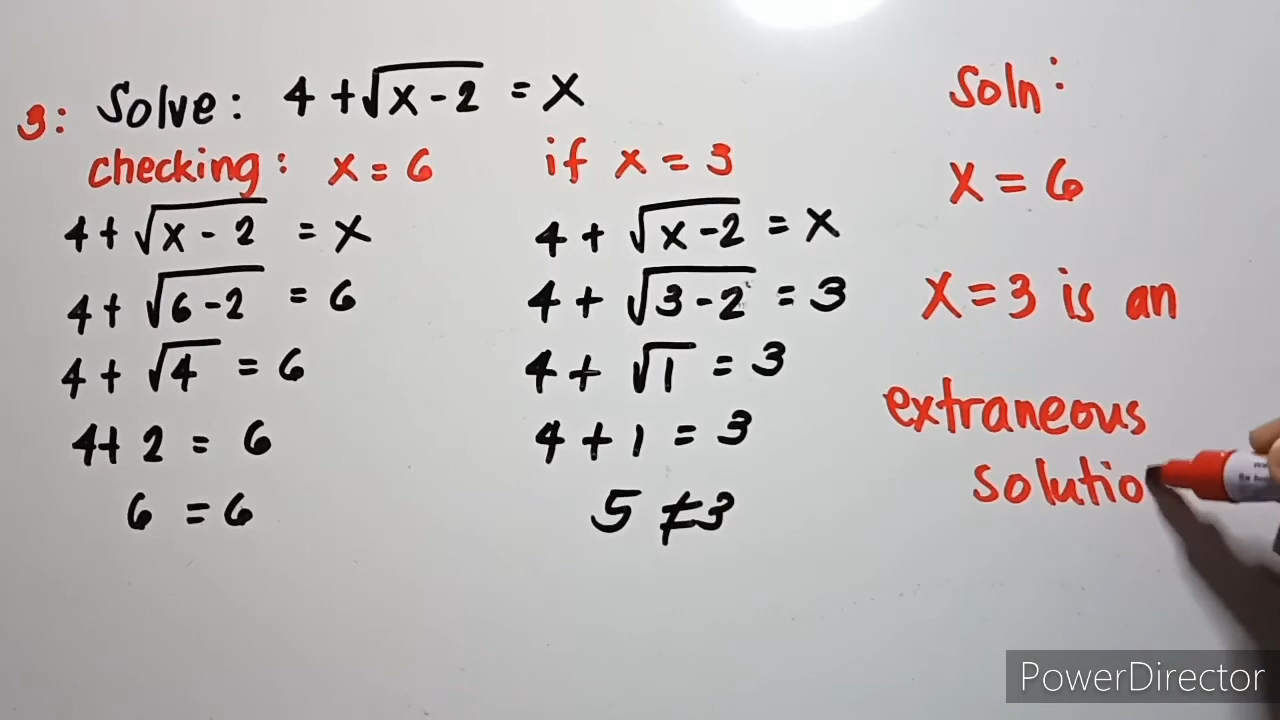 3: Solve: 4 + √x - 2 = x
checking: x = 6
4 + √x - 2 = x
4 + √6 - 2 = 6
4 + √4 = 6
4 + 2 = 6
6 = 6
if x = 3
4 + √x - 2 = x
4 + √3 - 2 = 3
4 + √1 = 3
4 + 1 = 3
5 ≠ 3
Soln:
x = 6
x = 3 is an
extraneous
solutio
PowerDirector